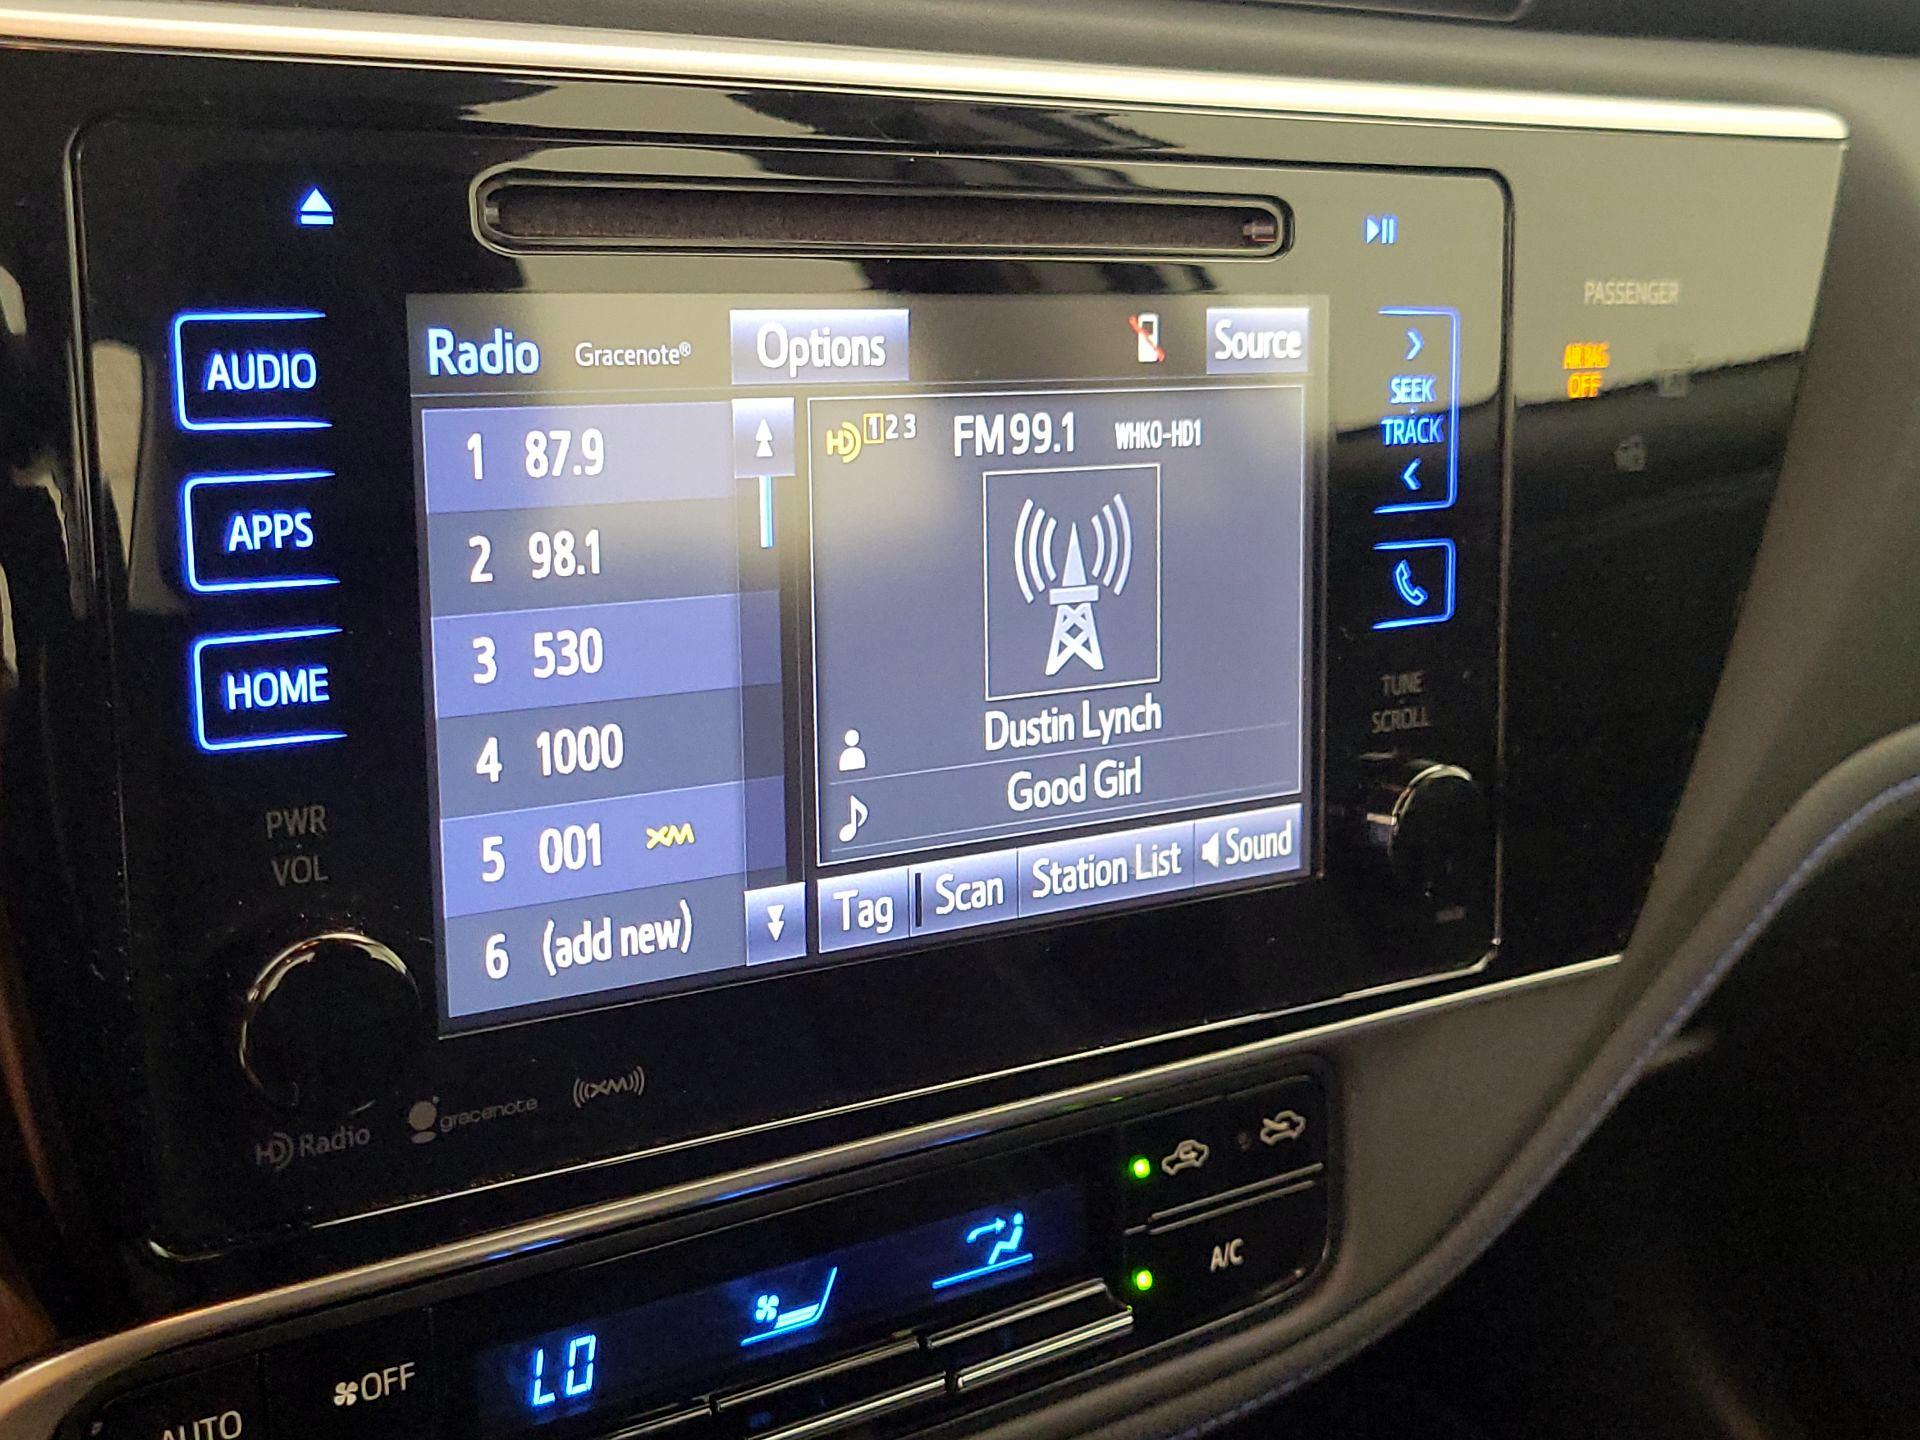 PASSENGER
AIR BAG
OFF
AUDIO
APPS
HOME
PWR
VOL
Radio Gracenote® Options Source
1 87.9
2 98.1
3 530
4 1000
5 001 XM
6 (add new)
HD 1 2 3 FM 99.1 WHKO-HD1
Dustin Lynch
Good Girl
Tag Scan Station List Sound
SEEK
TRACK
TUNE
SCROLL
HD Radio gracenote ((XM))
A/C
LO
OFF
AUTO